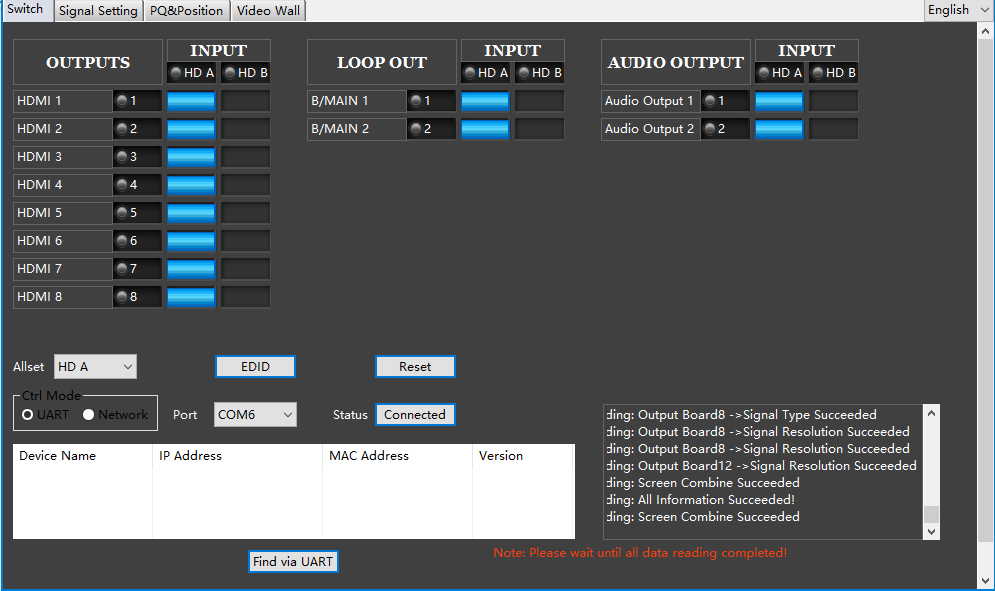 Switch Signal Setting PQ&Position Video Wall English
OUTPUTS INPUT LOOP OUT INPUT AUDIO OUTPUT INPUT
HD A HD B HD A HD B HD A HD B
HDMI 1 1 B/MAIN 1 1 Audio Output 1 1
HDMI 2 2 B/MAIN 2 2 Audio Output 2 2
HDMI 3 3
HDMI 4 4
HDMI 5 5
HDMI 6 6
HDMI 7 7
HDMI 8 8
Allset HD A EDID Reset
Ctrl Mode
UART Network Port COM6 Status Connected
Device Name IP Address MAC Address Version
ding: Output Board8 ->Signal Type Succeeded
ding: Output Board8 ->Signal Resolution Succeeded
ding: Output Board8 ->Signal Resolution Succeeded
ding: Output Board12 ->Signal Resolution Succeeded
ding: Screen Combine Succeeded
ding: All Information Succeeded!
ding: Screen Combine Succeeded
Note: Please wait until all data reading completed!
Find via UART